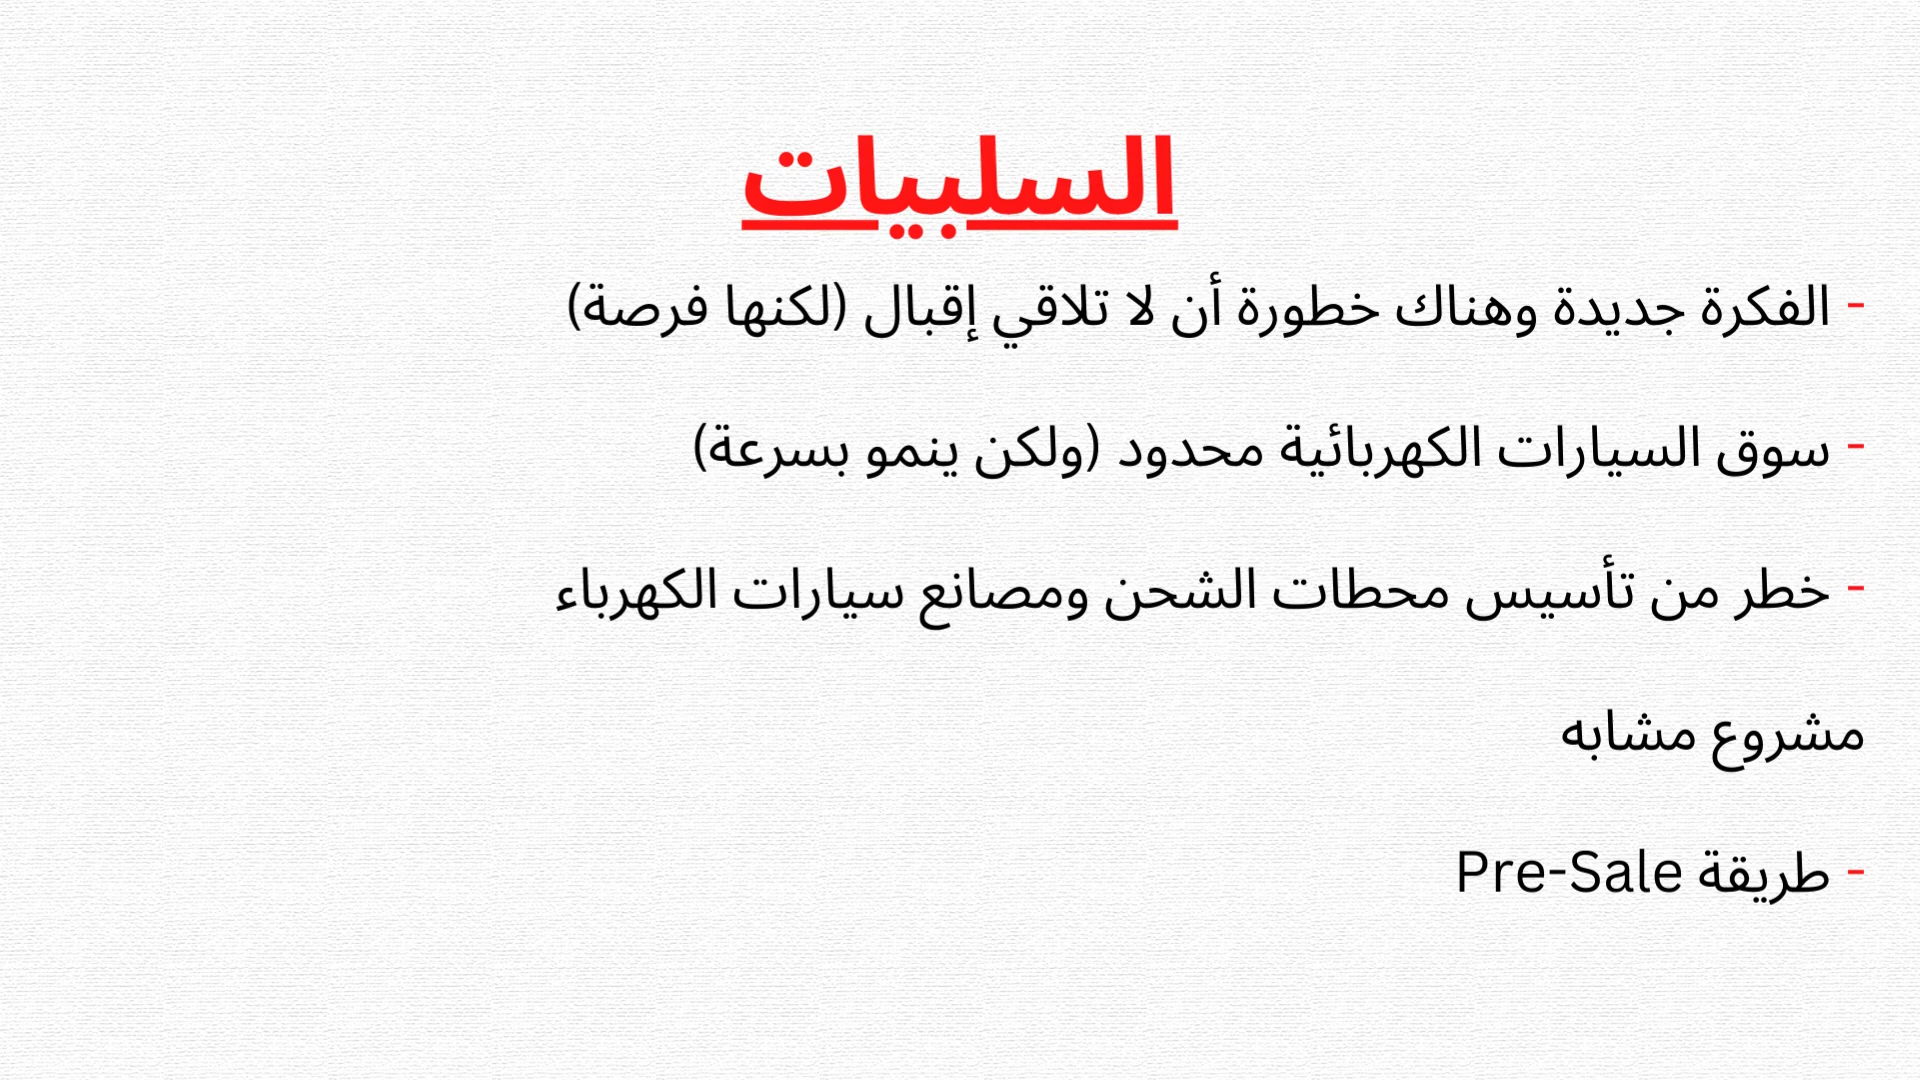 السلبيات
- الفكرة جديدة وهناك خطورة أن لا تلاقي إقبال (لكنها فرصة)
- سوق السيارات الكهربائية محدود (ولكن ينمو بسرعة)
- خطر من تأسيس محطات الشحن ومصانع سيارات الكهرباء
مشروع مشابه
- طريقة Pre-Sale